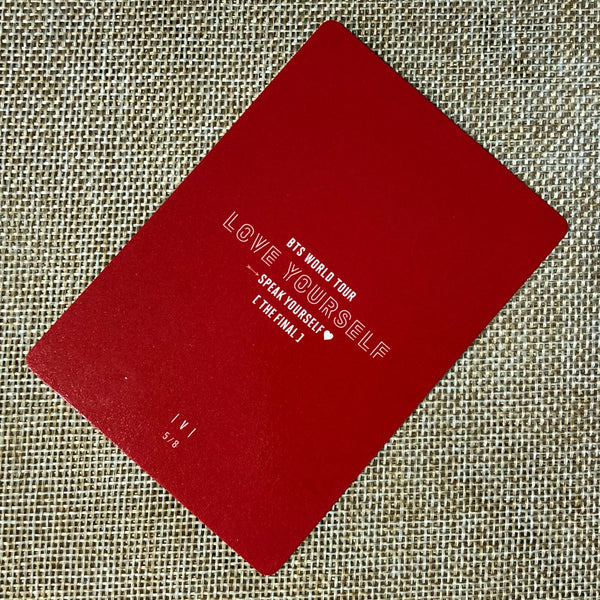 BTS WORLD TOUR
LOVE YOURSELF
SPEAK YOURSELF
[ THE FINAL ]
| V |
5/8